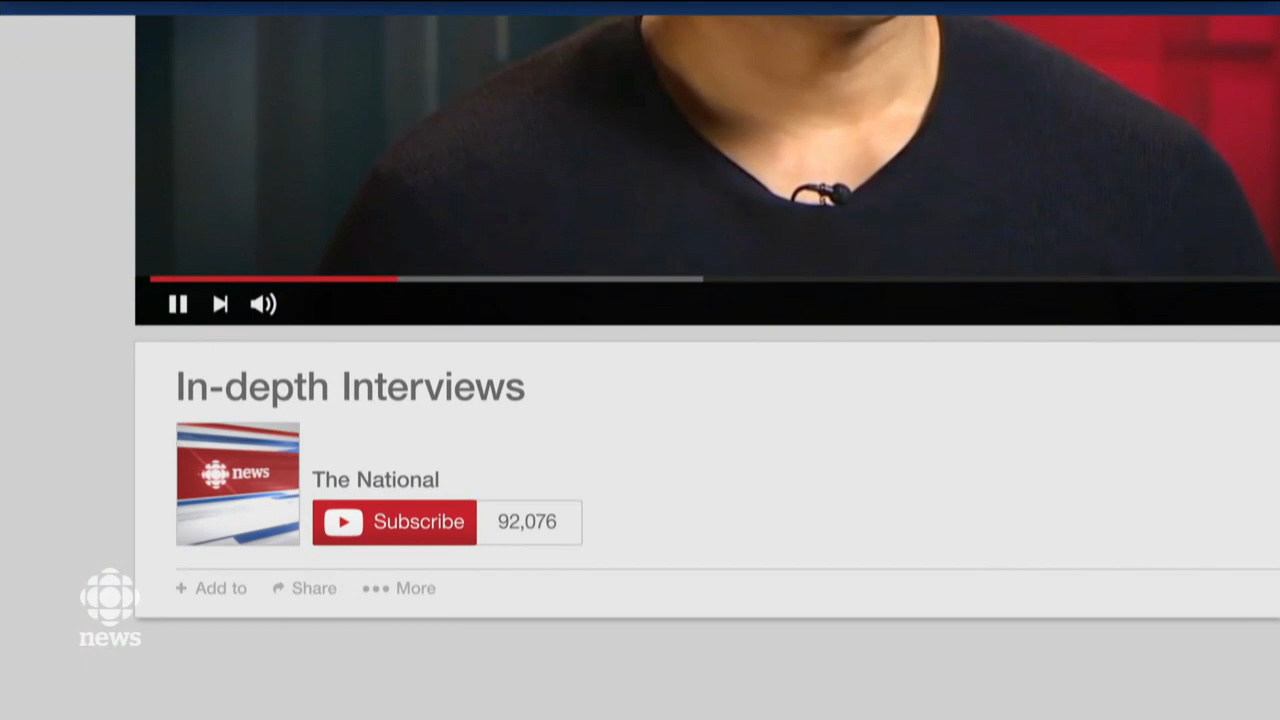 In-depth Interviews
news
The National
Subscribe 92,076
+ Add to Share ••• More
news